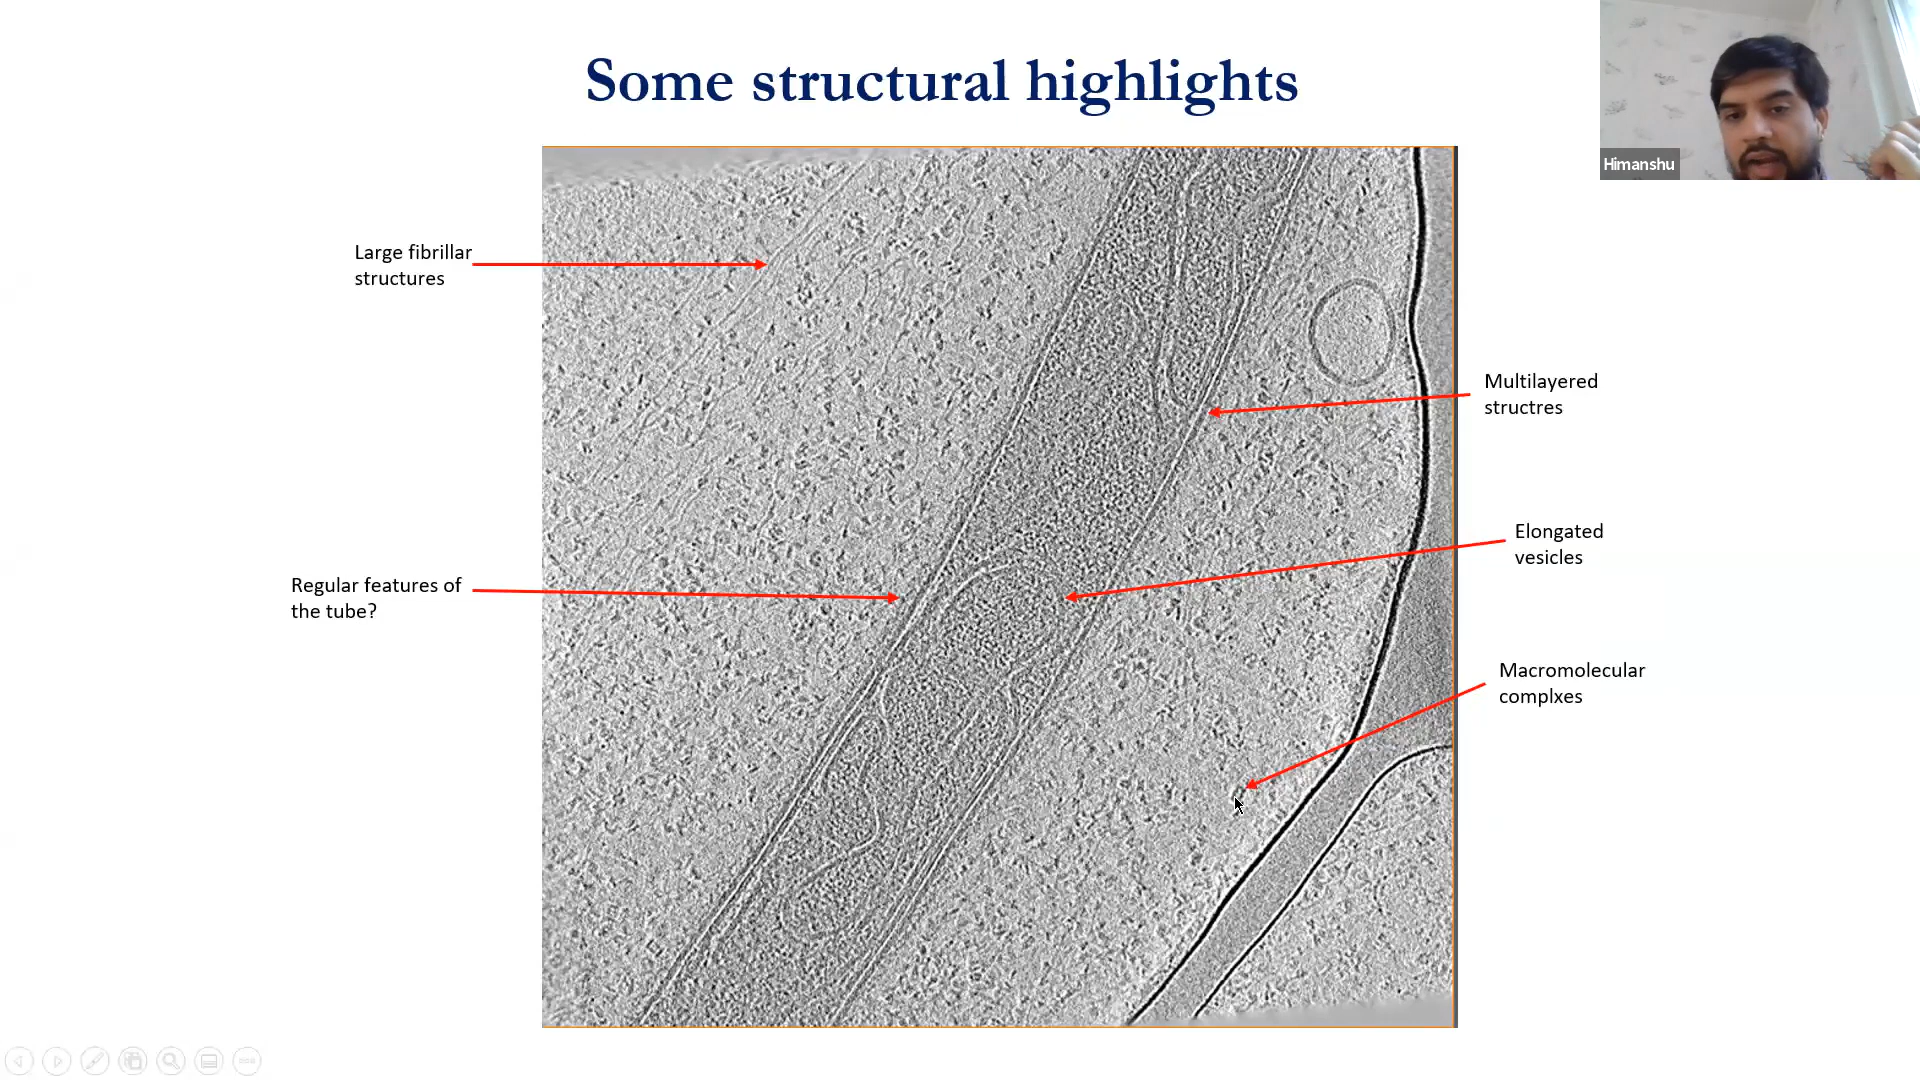 Some structural highlights
Himanshu
Large fibrillar
structures
Multilayered
structres
Elongated
vesicles
Regular features of
the tube?
Macromolecular
complxes